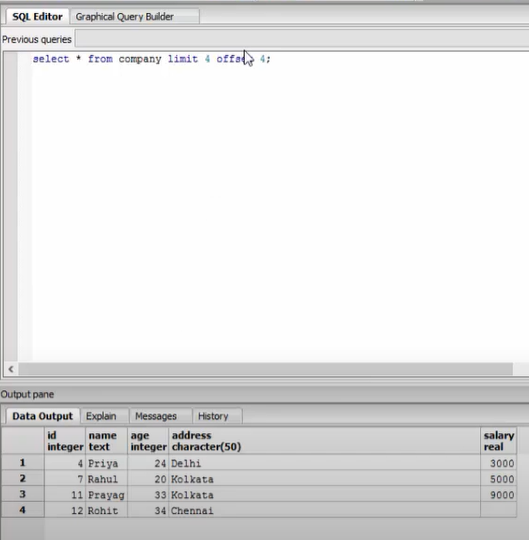 SQL Editor Graphical Query Builder
Previous queries
select * from company limit 4 offset 4;
Output pane
Data Output Explain Messages History
id name age address salary
integer text integer character(50) real
1 4 Priya 24 Delhi 3000
2 7 Rahul 20 Kolkata 5000
3 11 Prayag 33 Kolkata 9000
4 12 Rohit 34 Chennai